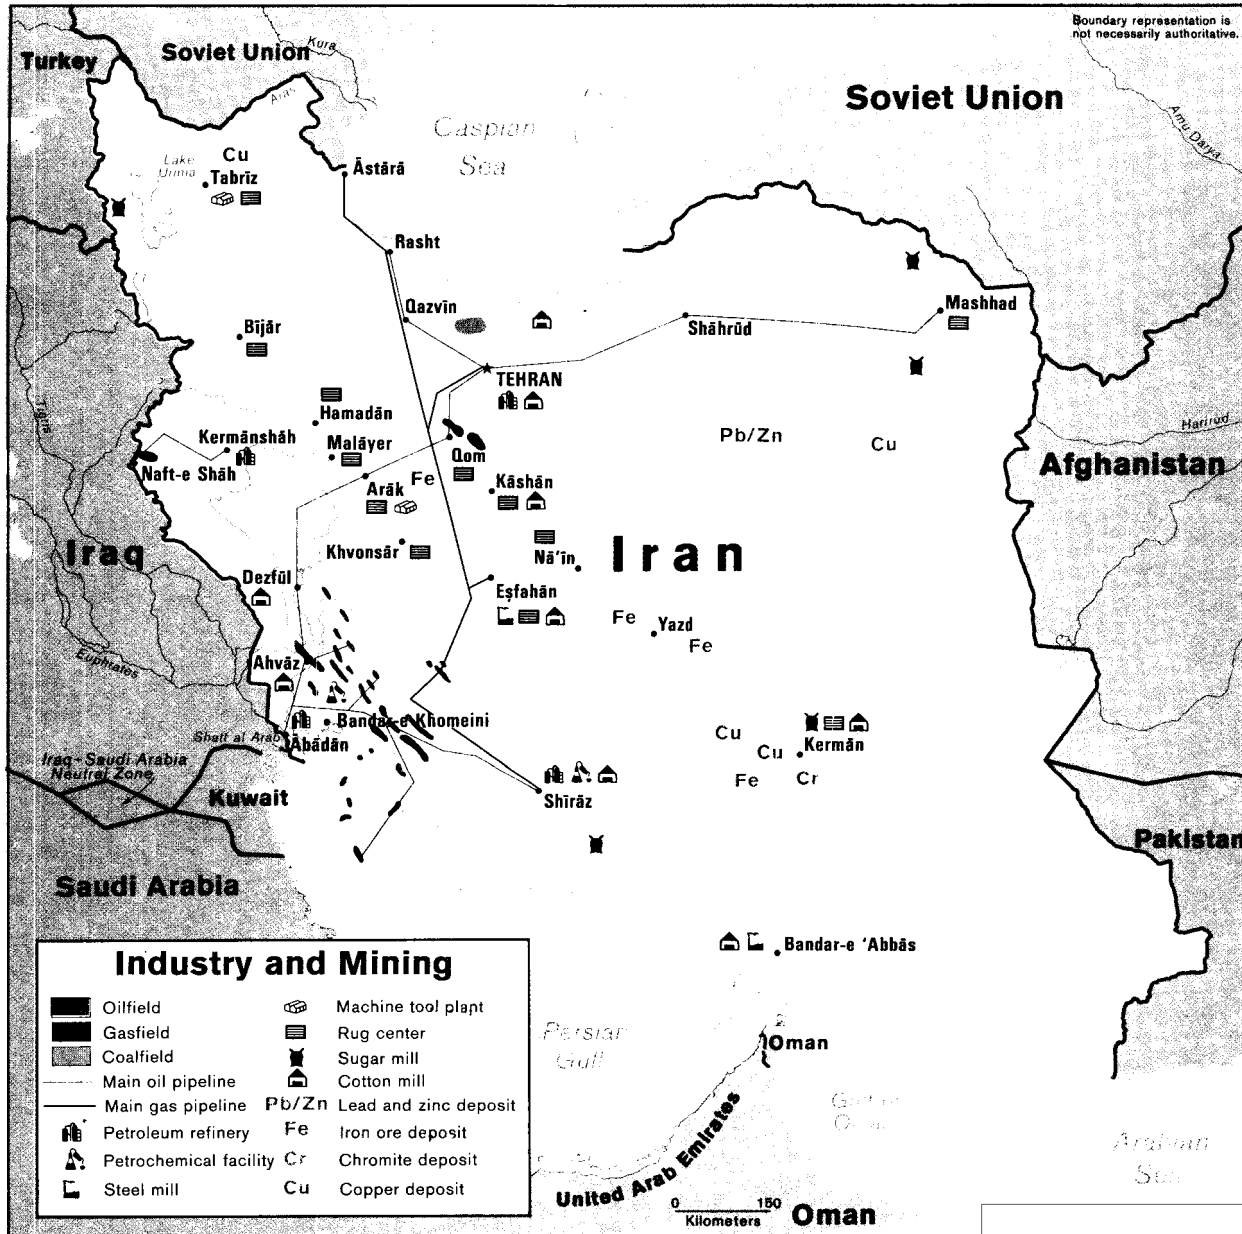 Boundary representation is
not necessarily authoritative.
Turkey
Soviet Union
Kura
Soviet Union
Aras
Amu Darya
Caspian
Sea
Lake
Urmia
Cu
Tabrīz
Āstārā
Rasht
Qazvīn
Mashhad
Shāhrūd
Bījār
TEHRAN
Hamadān
Tigris
Kermānshāh
Malāyer
Qom
Pb/Zn
Cu
Harirud
Naft-e Shāh
Arāk
Fe
Kāshān
Afghanistan
Iraq
Khvonsār
Nā'īn
Iran
Dezfūl
Eşfahān
Fe
Yazd
Fe
Euphrates
Ahvāz
Bandar-e Khomeini
Shatt al Arab
Ābādān
Cu
Cu
Kermān
Iraq-Saudi Arabia
Neutral Zone
Fe
Cr
Kuwait
Shīrāz
Pakistan
Saudi Arabia
Bandar-e 'Abbās
Industry and Mining
Oilfield
Gasfield
Coalfield
Main oil pipeline
Main gas pipeline
Petroleum refinery
Petrochemical facility
Steel mill
Machine tool plant
Rug center
Sugar mill
Cotton mill
Pb/Zn Lead and zinc deposit
Fe Iron ore deposit
Cr Chromite deposit
Cu Copper deposit
Persian
Gulf
Oman
United Arab Emirates
Arabian
Sea
0 150
Kilometers
Oman